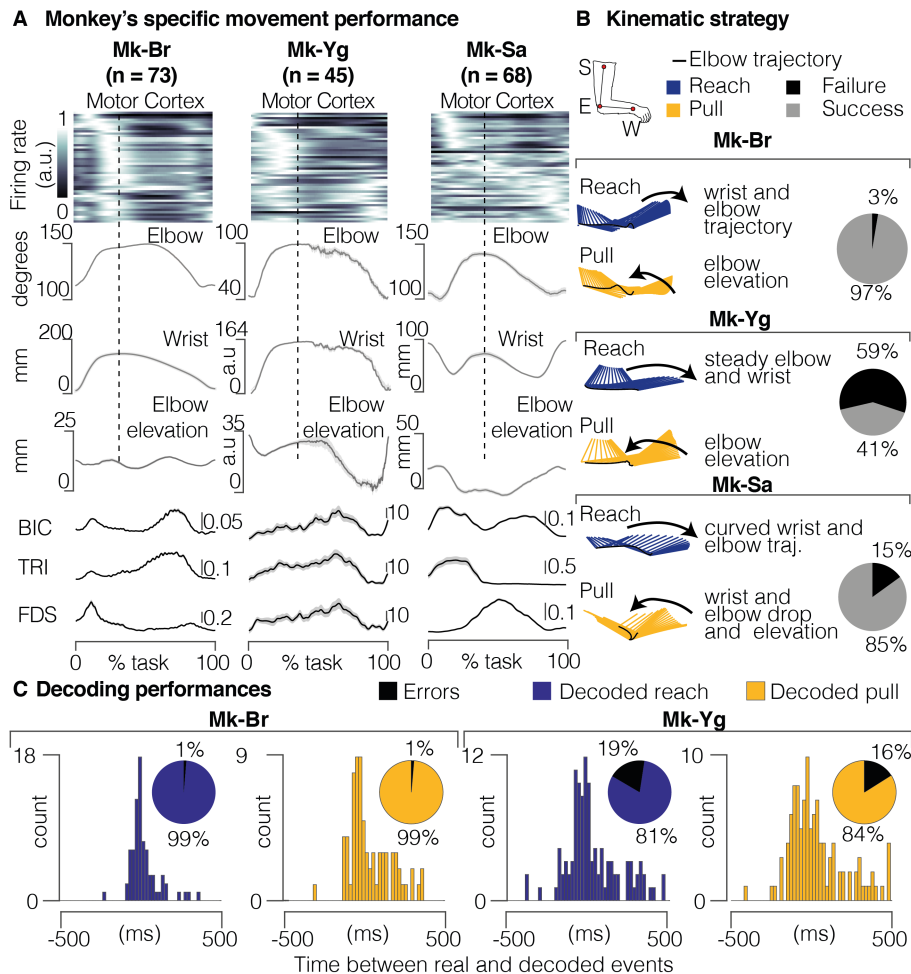 A Monkey's specific movement performance
Mk-Br
(n = 73)
Motor Cortex
Mk-Yg
(n = 45)
Motor Cortex
Mk-Sa
(n = 68)
Motor Cortex
Firing rate
(a.u.)
1
0
degrees
150
100
Elbow
100
40
Elbow
150
100
Elbow
mm
200
0
Wrist
a.u
164
0
Wrist
mm
100
0
Wrist
mm
25
0
Elbow
elevation
a.u
35
0
Elbow
elevation
mm
50
0
Elbow
elevation
BIC
0.05
10
0.1
TRI
0.1
10
0.5
FDS
0.2
10
0.1
0 % task 100
0 % task 100
0 % task 100
B Kinematic strategy
S
E
W
Elbow trajectory
Reach
Failure
Pull
Success
Mk-Br
Reach
wrist and
elbow
trajectory
Pull
elbow
elevation
3%
97%
Mk-Yg
Reach
steady elbow
and wrist
Pull
elbow
elevation
59%
41%
Mk-Sa
Reach
curved wrist and
elbow traj.
Pull
wrist and
elbow drop
and elevation
15%
85%
C Decoding performances
Errors
Decoded reach
Decoded pull
Mk-Br
Mk-Yg
18
count
0
1%
99%
-500 (ms) 500
9
count
0
1%
99%
-500 (ms) 500
12
count
0
19%
81%
-500 (ms) 500
10
count
0
16%
84%
-500 (ms) 500
Time between real and decoded events